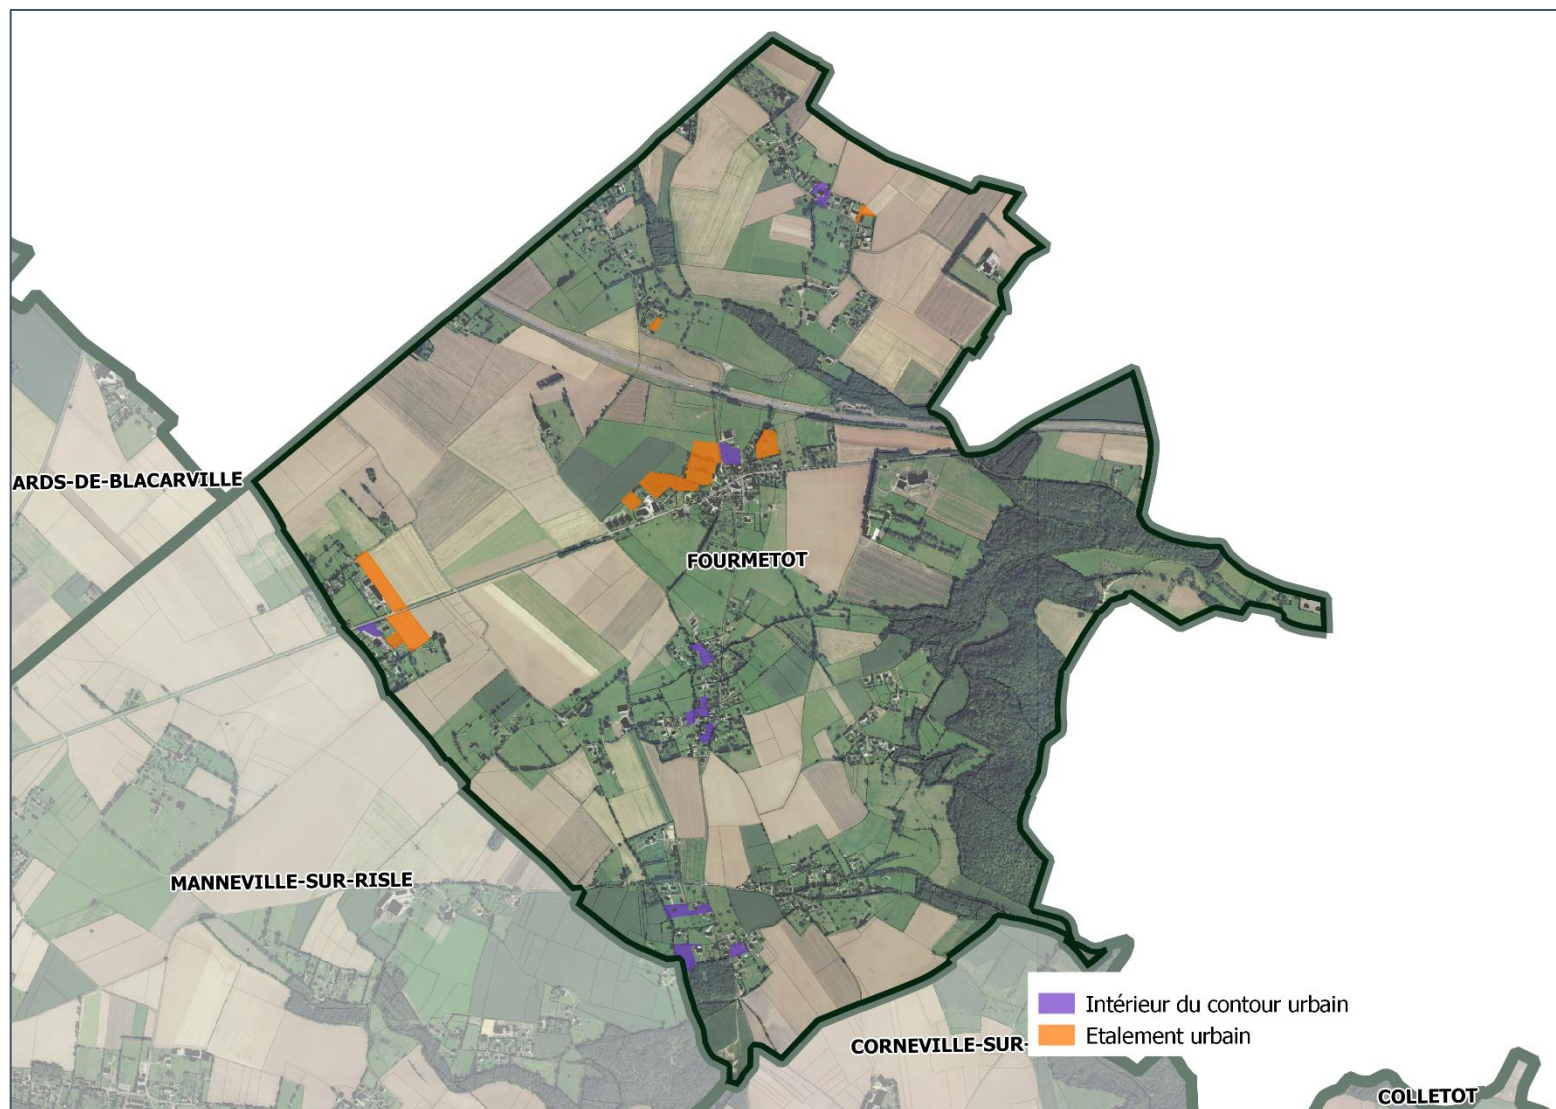 ARDS-DE-BLACARVILLE
FOURMETOT
MANNEVILLE-SUR-RISLE
Intérieur du contour urbain
Etalement urbain
CORNEVILLE-SUR-
COLLETOT